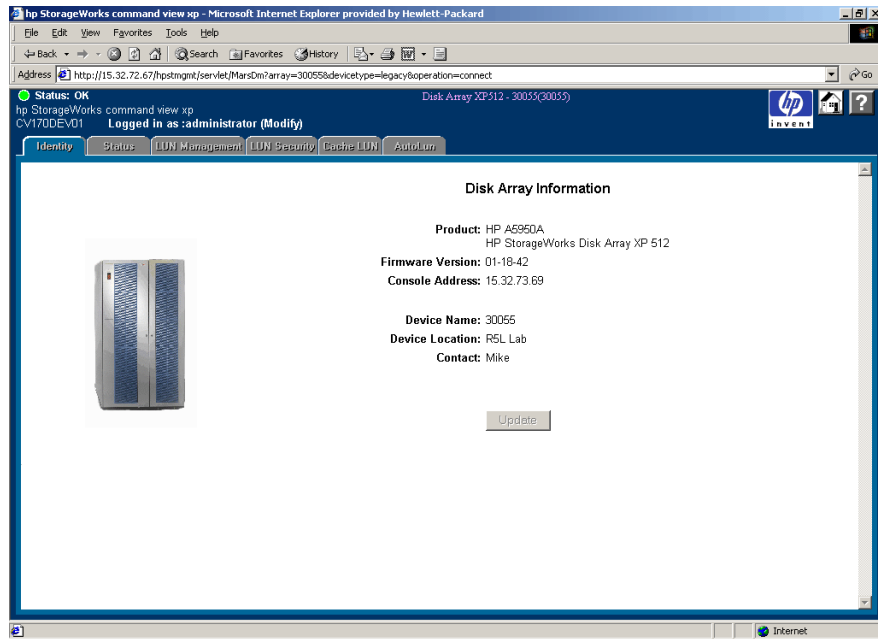 hp StorageWorks command view xp - Microsoft Internet Explorer provided by Hewlett-Packard
File Edit View Favorites Tools Help
Back Search Favorites History
Address http://15.32.72.67/hpstmgmt/servlet/MarsDm?array=30055&devicetype=legacy&operation=connect Go
Status: OK
Disk Array XP512 - 30055(30055)
hp StorageWorks command view xp
CV170DEV01 Logged in as :administrator (Modify)
hp
invent
?
Identity Status LUN Management LUN Security Cache LUN AutoLun
Disk Array Information
Product: HP A5950A
HP StorageWorks Disk Array XP 512
Firmware Version: 01-18-42
Console Address: 15.32.73.69
Device Name: 30055
Device Location: R5L Lab
Contact: Mike
Update
Internet